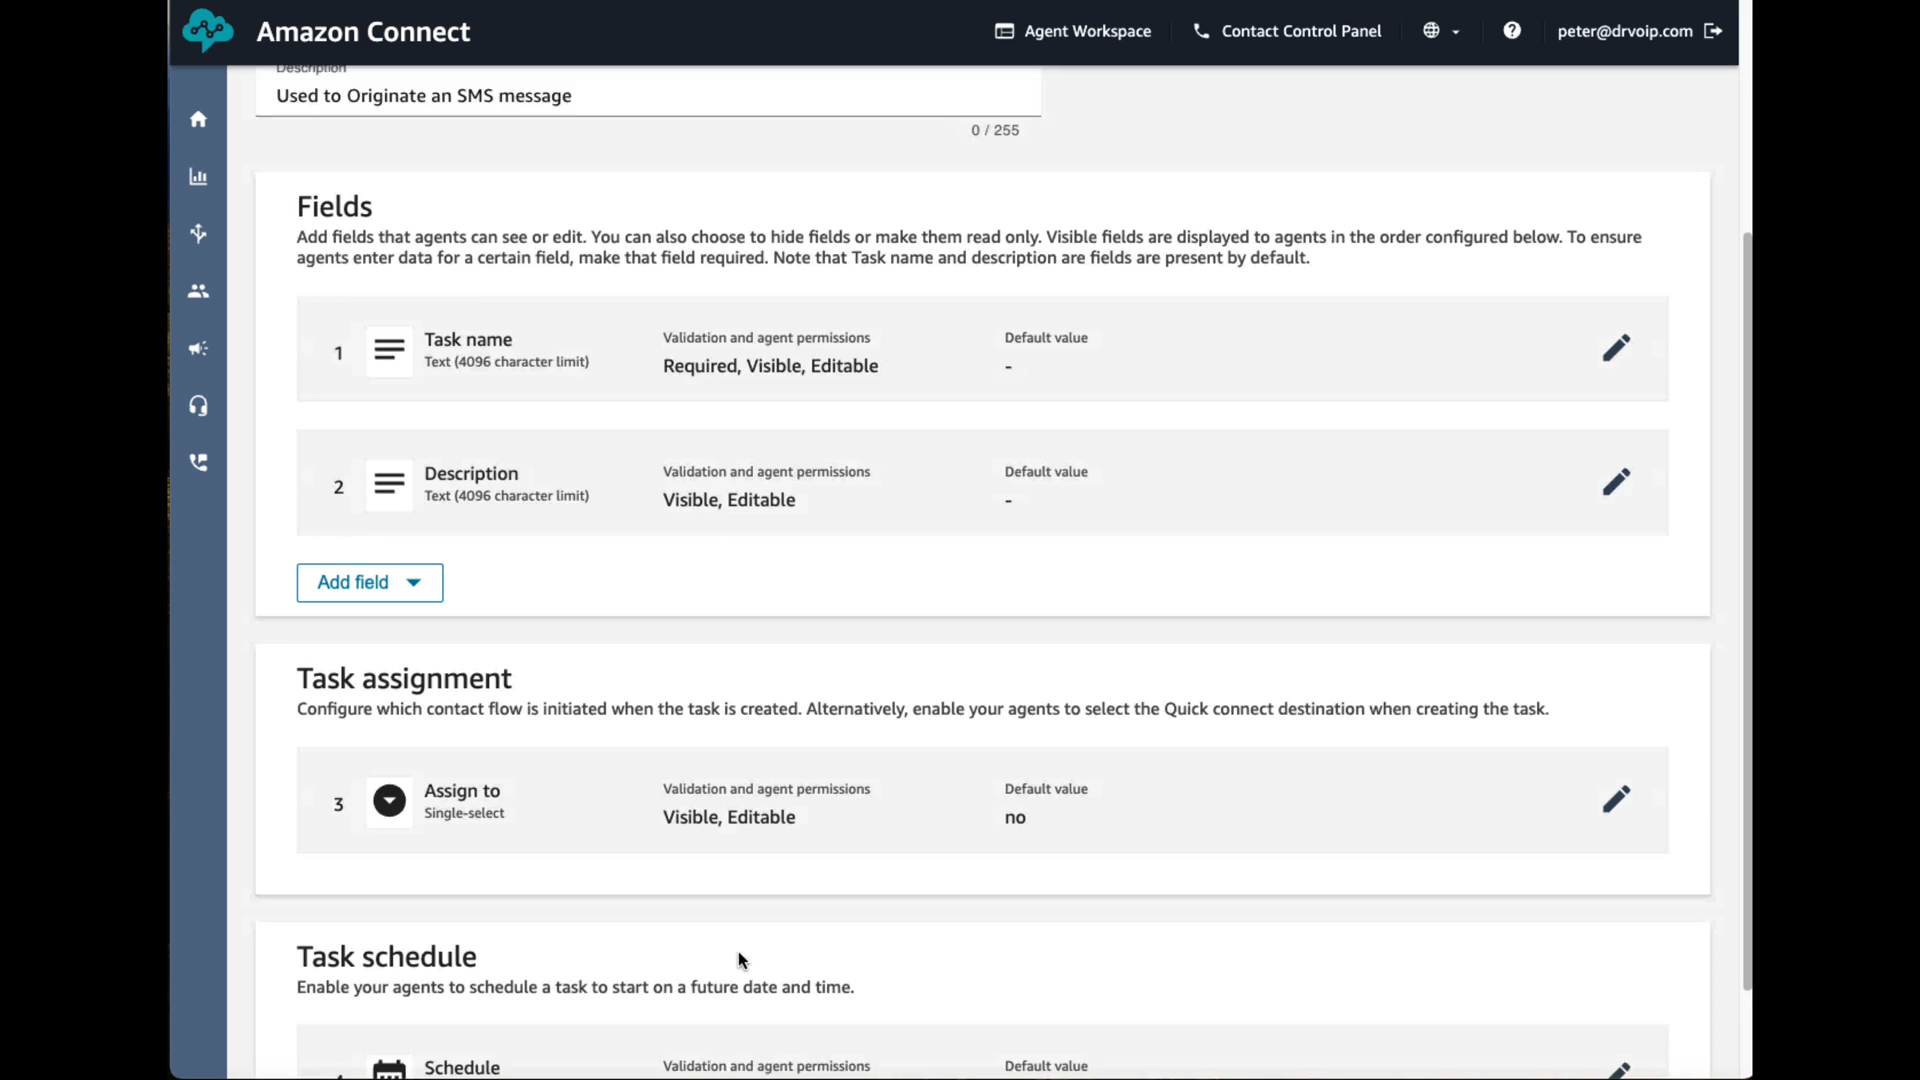 Amazon Connect
Agent Workspace
Contact Control Panel
peter@drvoip.com
Description
Used to Originate an SMS message
0 / 255
Fields
Add fields that agents can see or edit. You can also choose to hide fields or make them read only. Visible fields are displayed to agents in the order configured below. To ensure
agents enter data for a certain field, make that field required. Note that Task name and description are fields are present by default.
1
Task name
Text (4096 character limit)
Validation and agent permissions
Required, Visible, Editable
Default value
-
2
Description
Text (4096 character limit)
Validation and agent permissions
Visible, Editable
Default value
-
Add field
Task assignment
Configure which contact flow is initiated when the task is created. Alternatively, enable your agents to select the Quick connect destination when creating the task.
3
Assign to
Single-select
Validation and agent permissions
Visible, Editable
Default value
no
Task schedule
Enable your agents to schedule a task to start on a future date and time.
Schedule
Validation and agent permissions
Default value